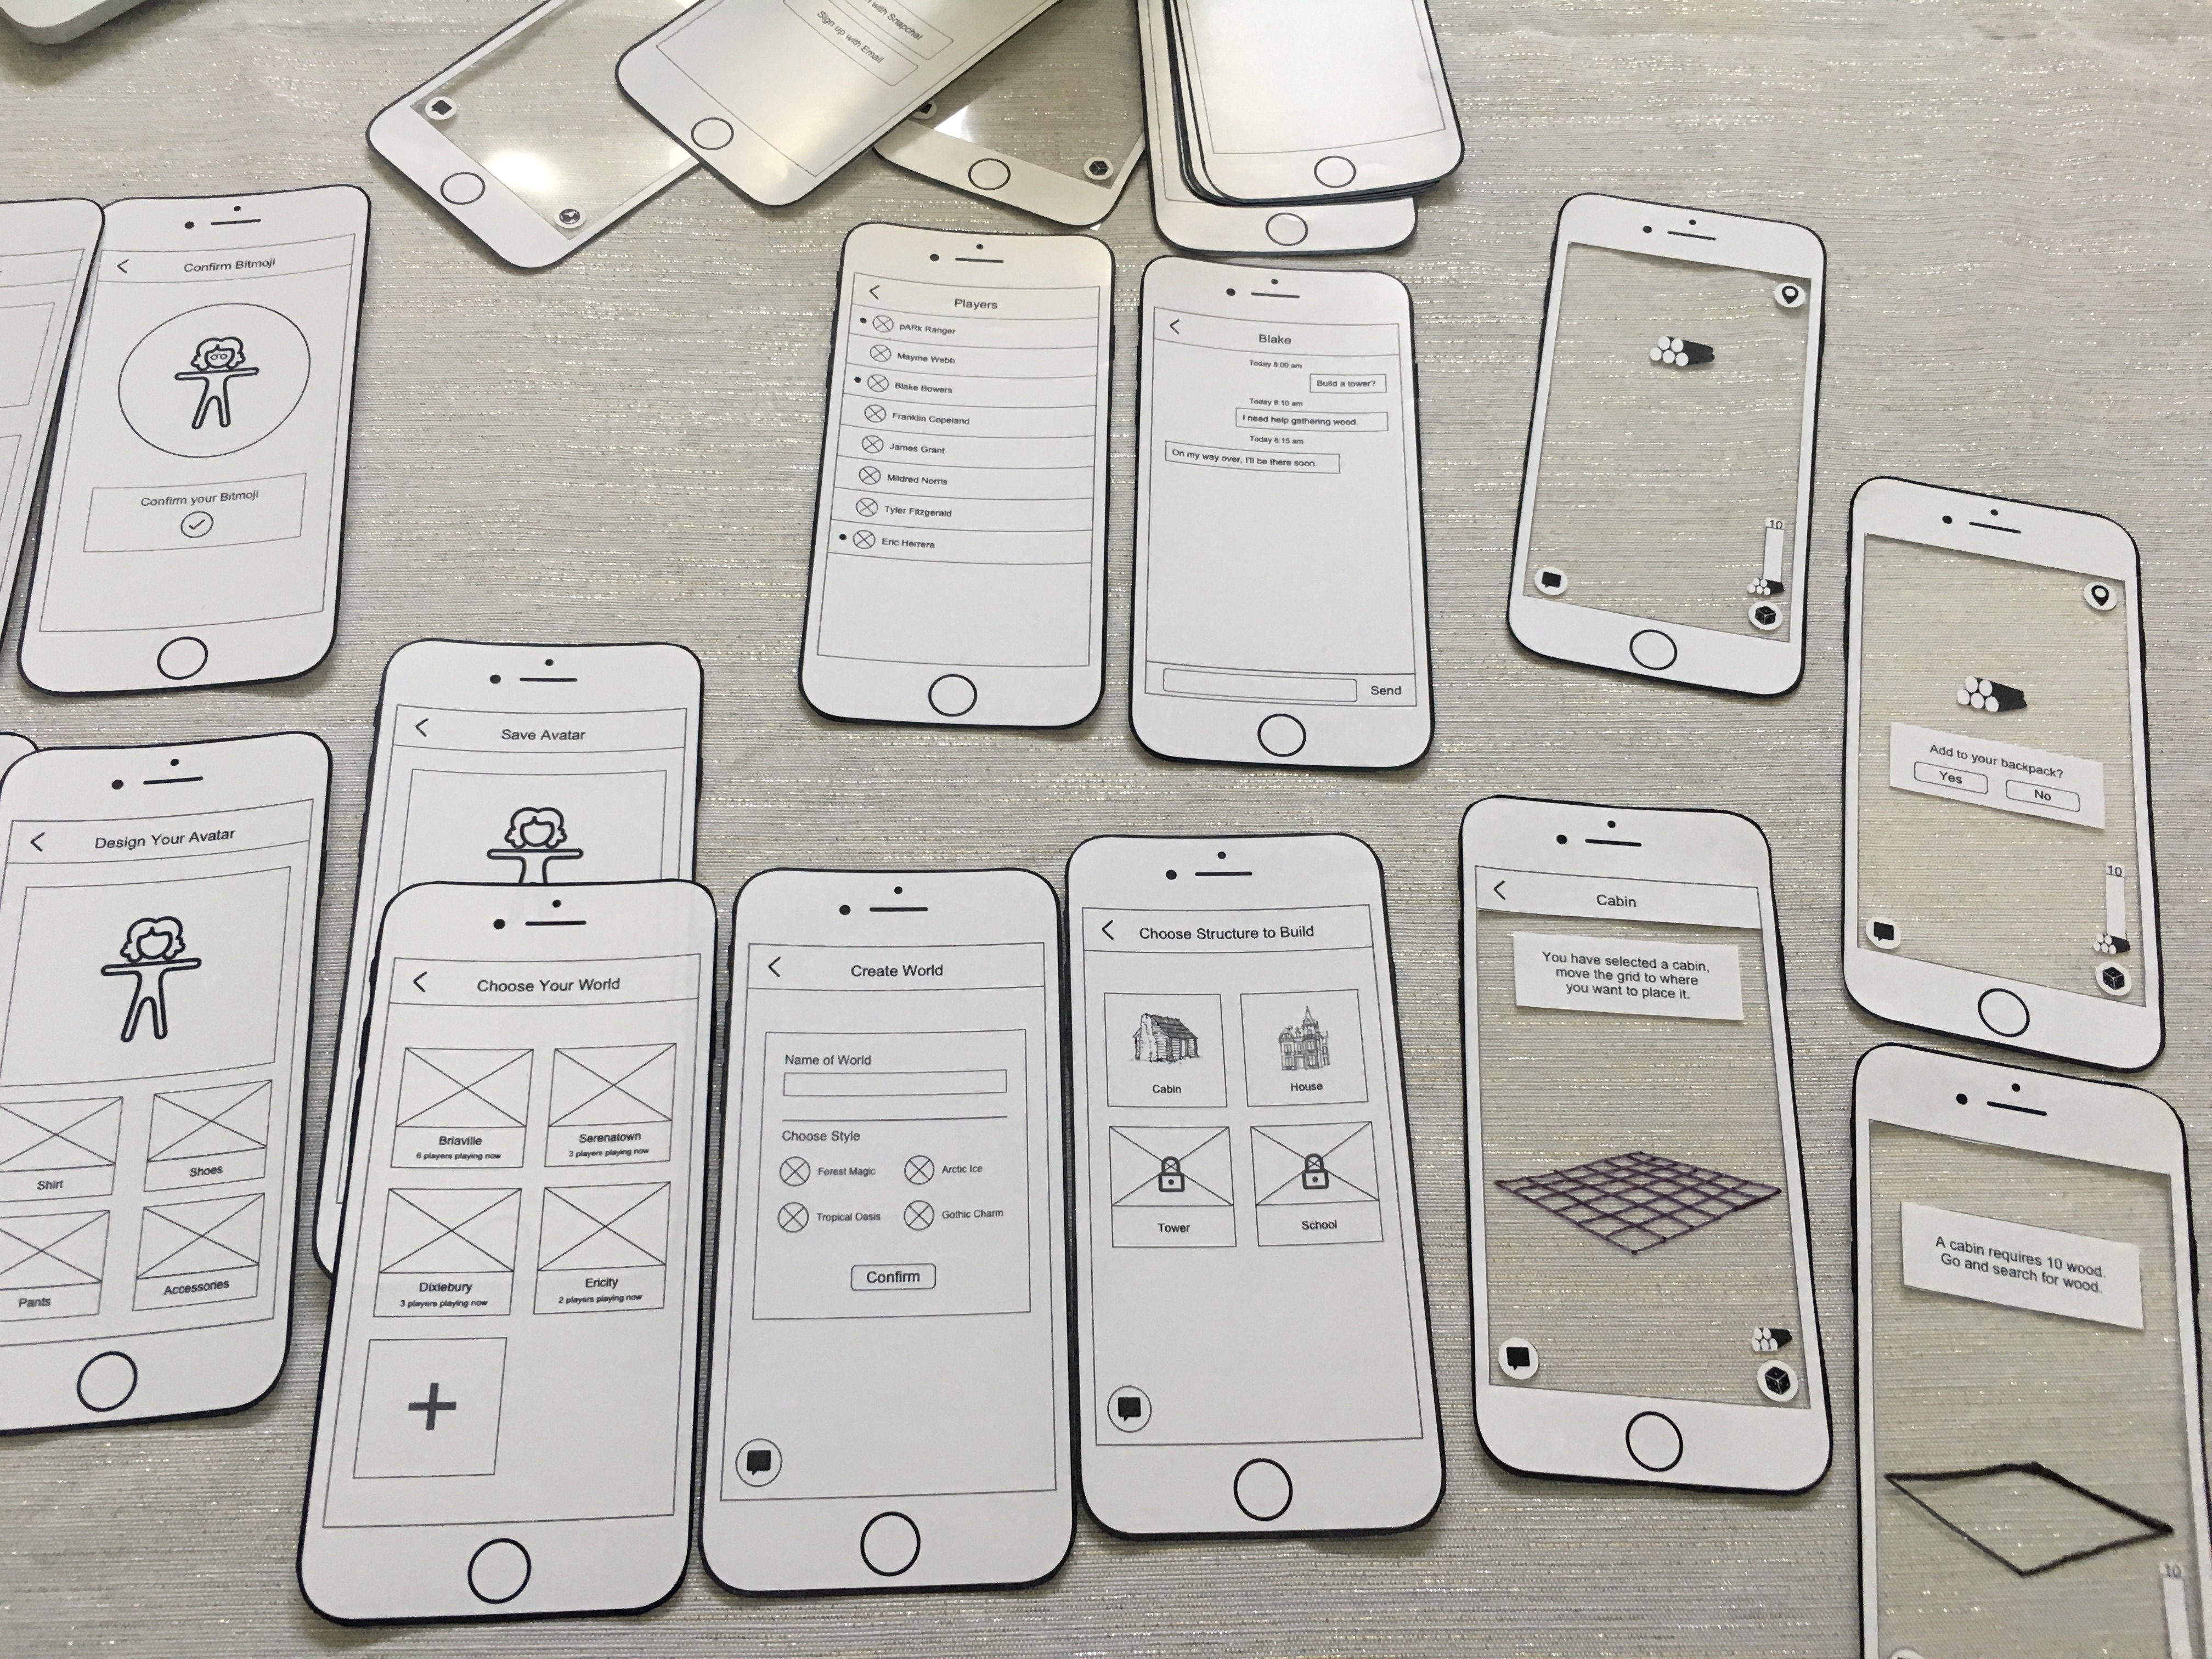 with Snapchat
Sign up with Email
Confirm Bitmoji
Confirm your Bitmoji
Players
pARk Ranger
Mayme Webb
Blake Bowers
Franklin Copeland
James Grant
Mildred Norris
Tyler Fitzgerald
Eric Herrera
Blake
Today 8:00 am
Build a tower?
Today 8:10 am
I need help gathering wood.
Today 8:15 am
On my way over, I'll be there soon.
Send
10
Add to your backpack?
Yes
No
10
Save Avatar
Design Your Avatar
Shirt
Shoes
Pants
Accessories
Choose Your World
Briaville
6 players playing now
Serenatown
3 players playing now
Dixiebury
3 players playing now
Ericity
2 players playing now
Create World
Name of World
Choose Style
Forest Magic
Arctic Ice
Tropical Oasis
Gothic Charm
Confirm
Choose Structure to Build
Cabin
House
Tower
School
Cabin
You have selected a cabin,
move the grid to where
you want to place it.
A cabin requires 10 wood.
Go and search for wood.
10